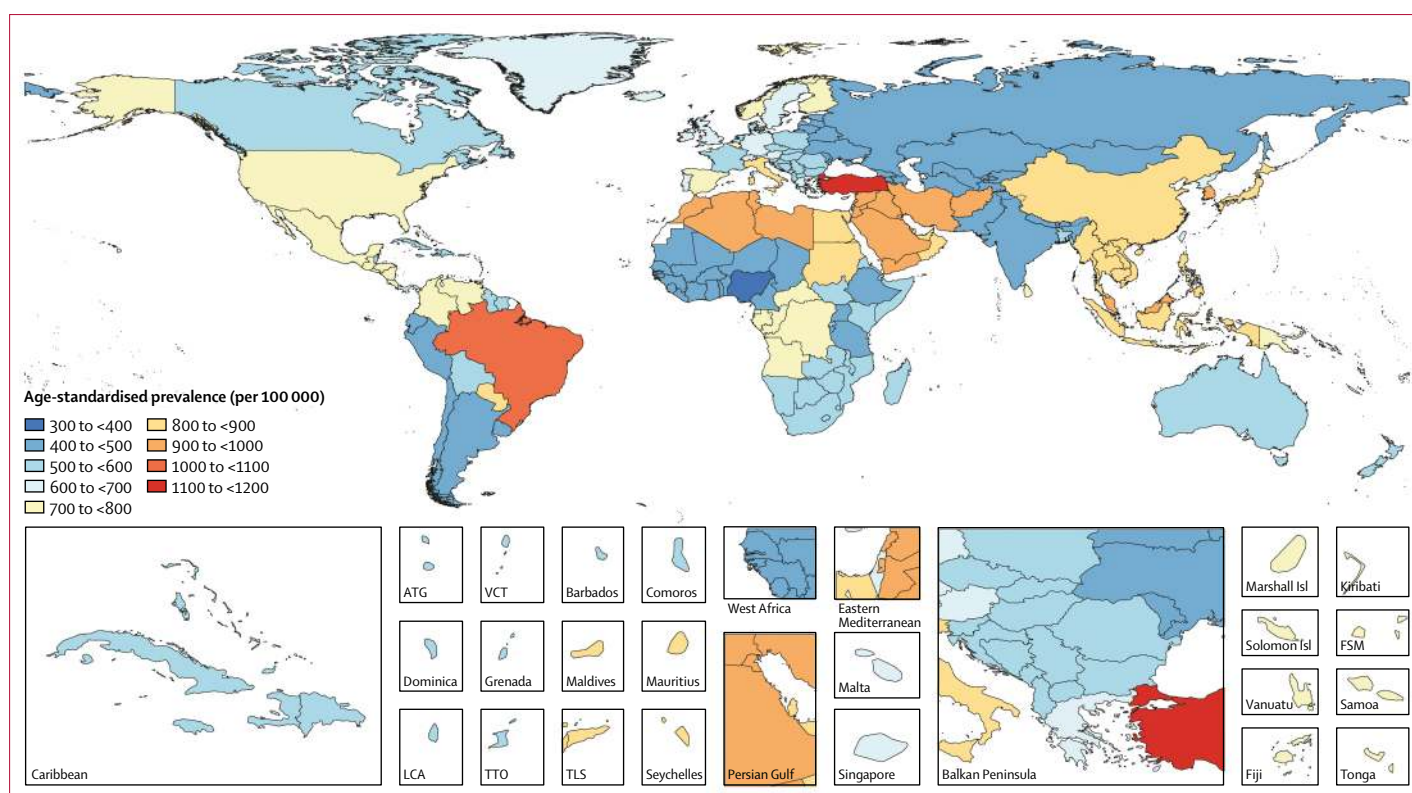 Age-standardised prevalence (per 100 000)
300 to <400
400 to <500
500 to <600
600 to <700
700 to <800
800 to <900
900 to <1000
1000 to <1100
1100 to <1200
Caribbean
ATG
VCT
Barbados
Comoros
West Africa
Eastern
Mediterranean
Dominica
Grenada
Maldives
Mauritius
Malta
LCA
TTO
TLS
Seychelles
Persian Gulf
Singapore
Balkan Peninsula
Marshall Isl
Kiribati
Solomon Isl
FSM
Vanuatu
Samoa
Fiji
Tonga